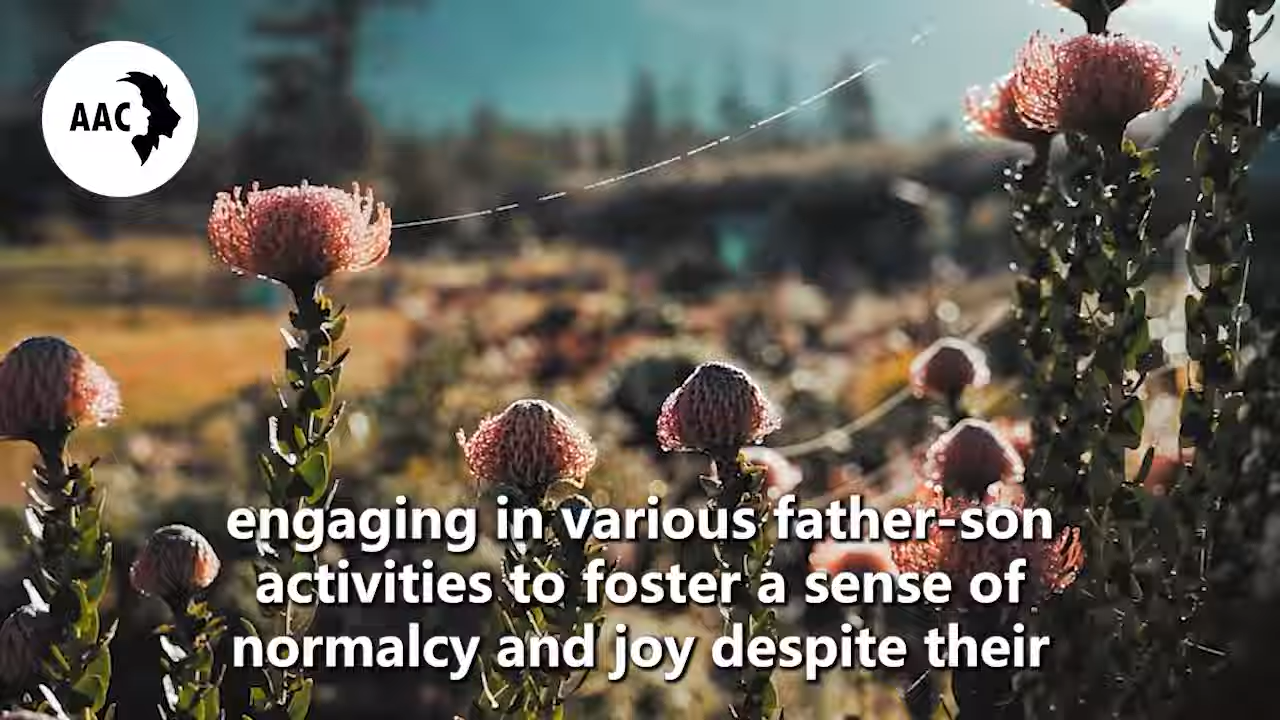 AAC
engaging in various father-son
activities to foster a sense of
normalcy and joy despite their